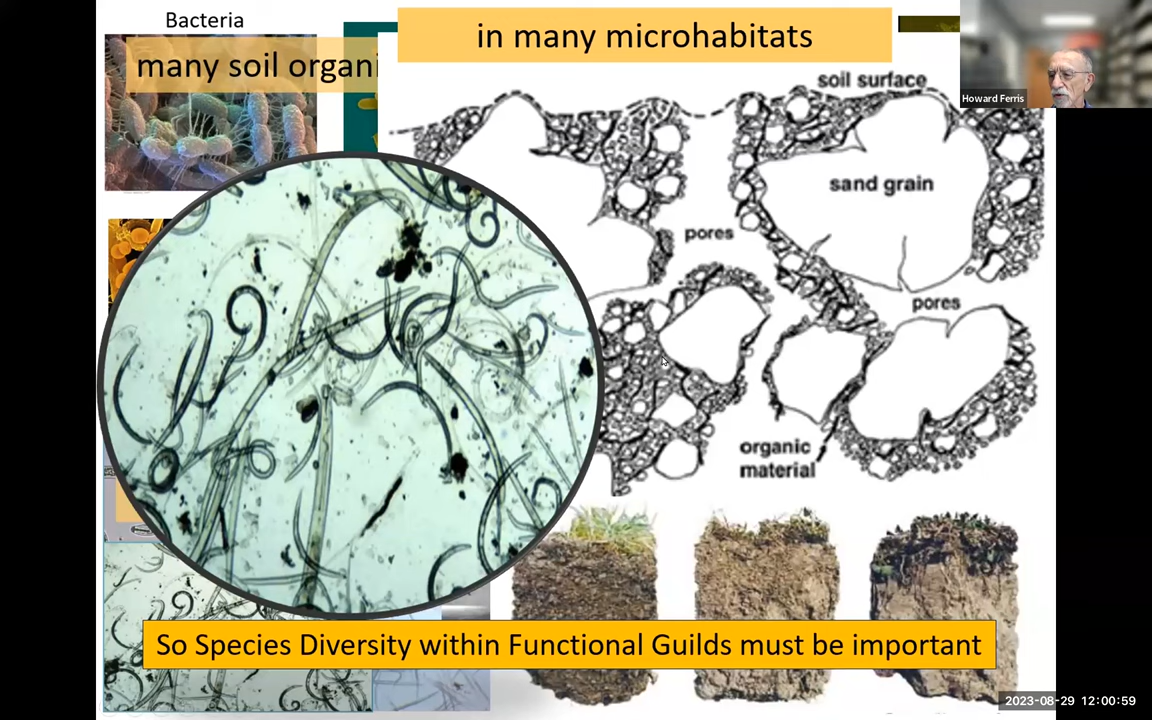 Bacteria
many soil organi
in many microhabitats
Howard Ferris
soil surface
sand grain
pores
pores
organic
material
So Species Diversity within Functional Guilds must be important
2023-08-29 12:00:59